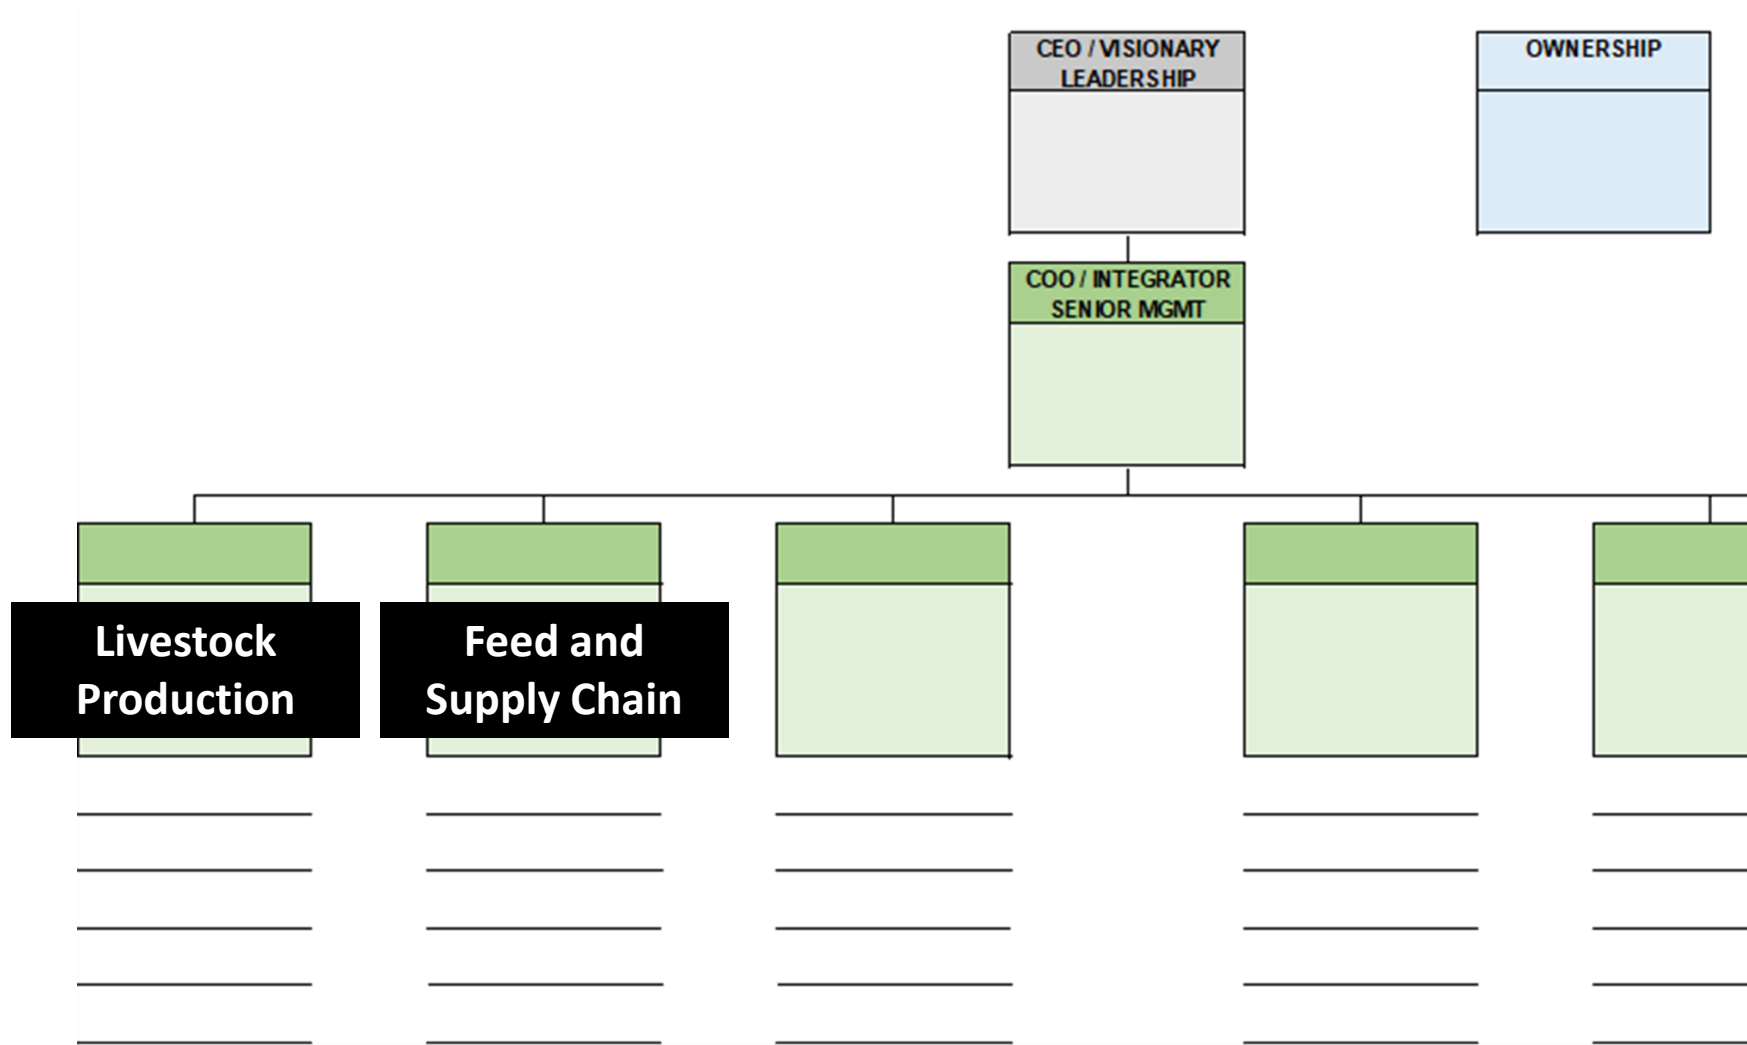 CEO / VISIONARY
LEADERSHIP
OWNERSHIP
COO / INTEGRATOR
SENIOR MGMT
Livestock
Production
Feed and
Supply Chain